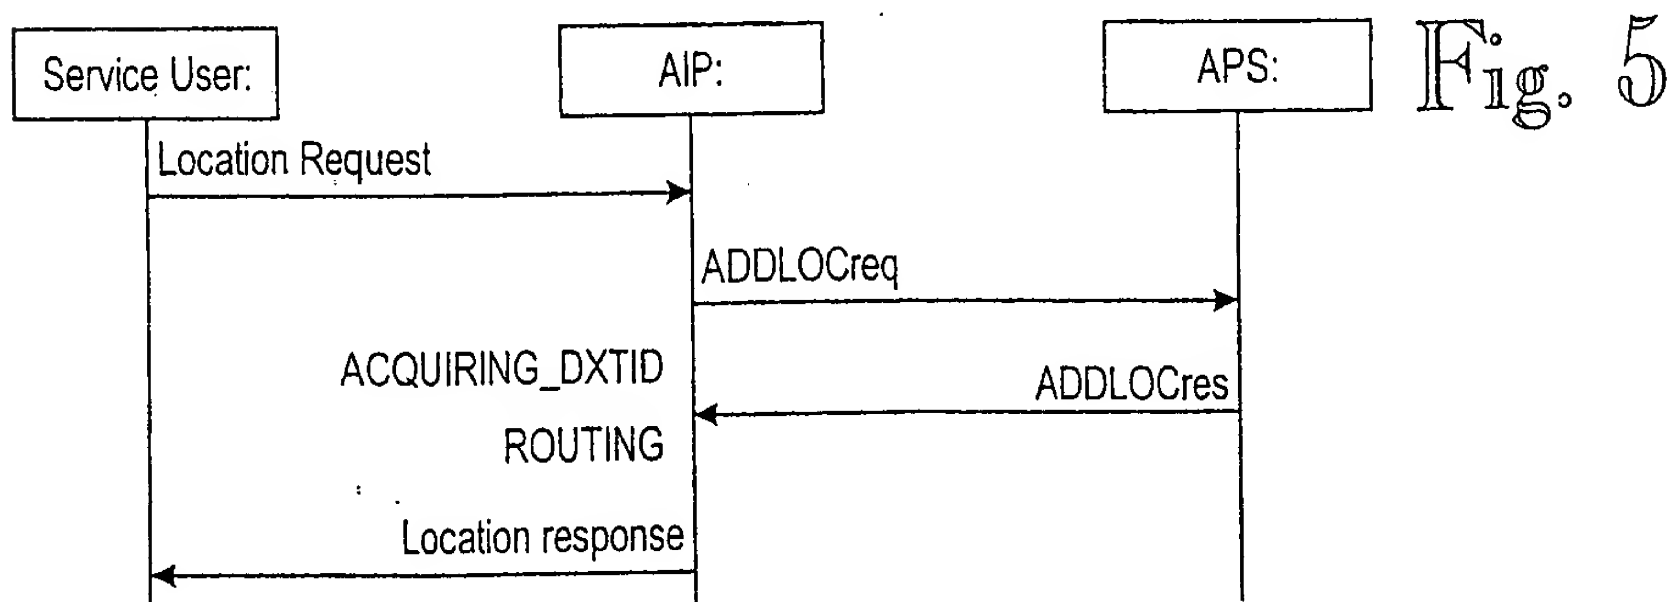 Service User:
AIP:
APS:
Fig. 5
Location Request
ADDLOCreq
ACQUIRING_DXTID
ADDLOCres
ROUTING
Location response